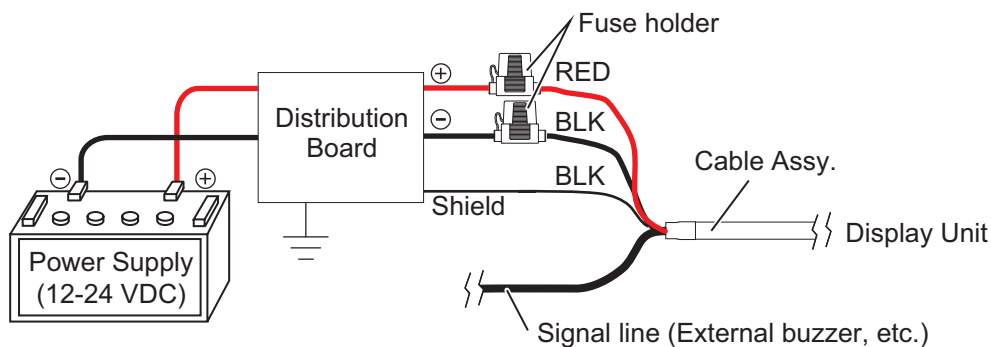 Fuse holder
⊕
RED
Distribution
Board
⊖
BLK
BLK
Shield
Cable Assy.
Display Unit
⊖
⊕
Power Supply
(12-24 VDC)
Signal line (External buzzer, etc.)